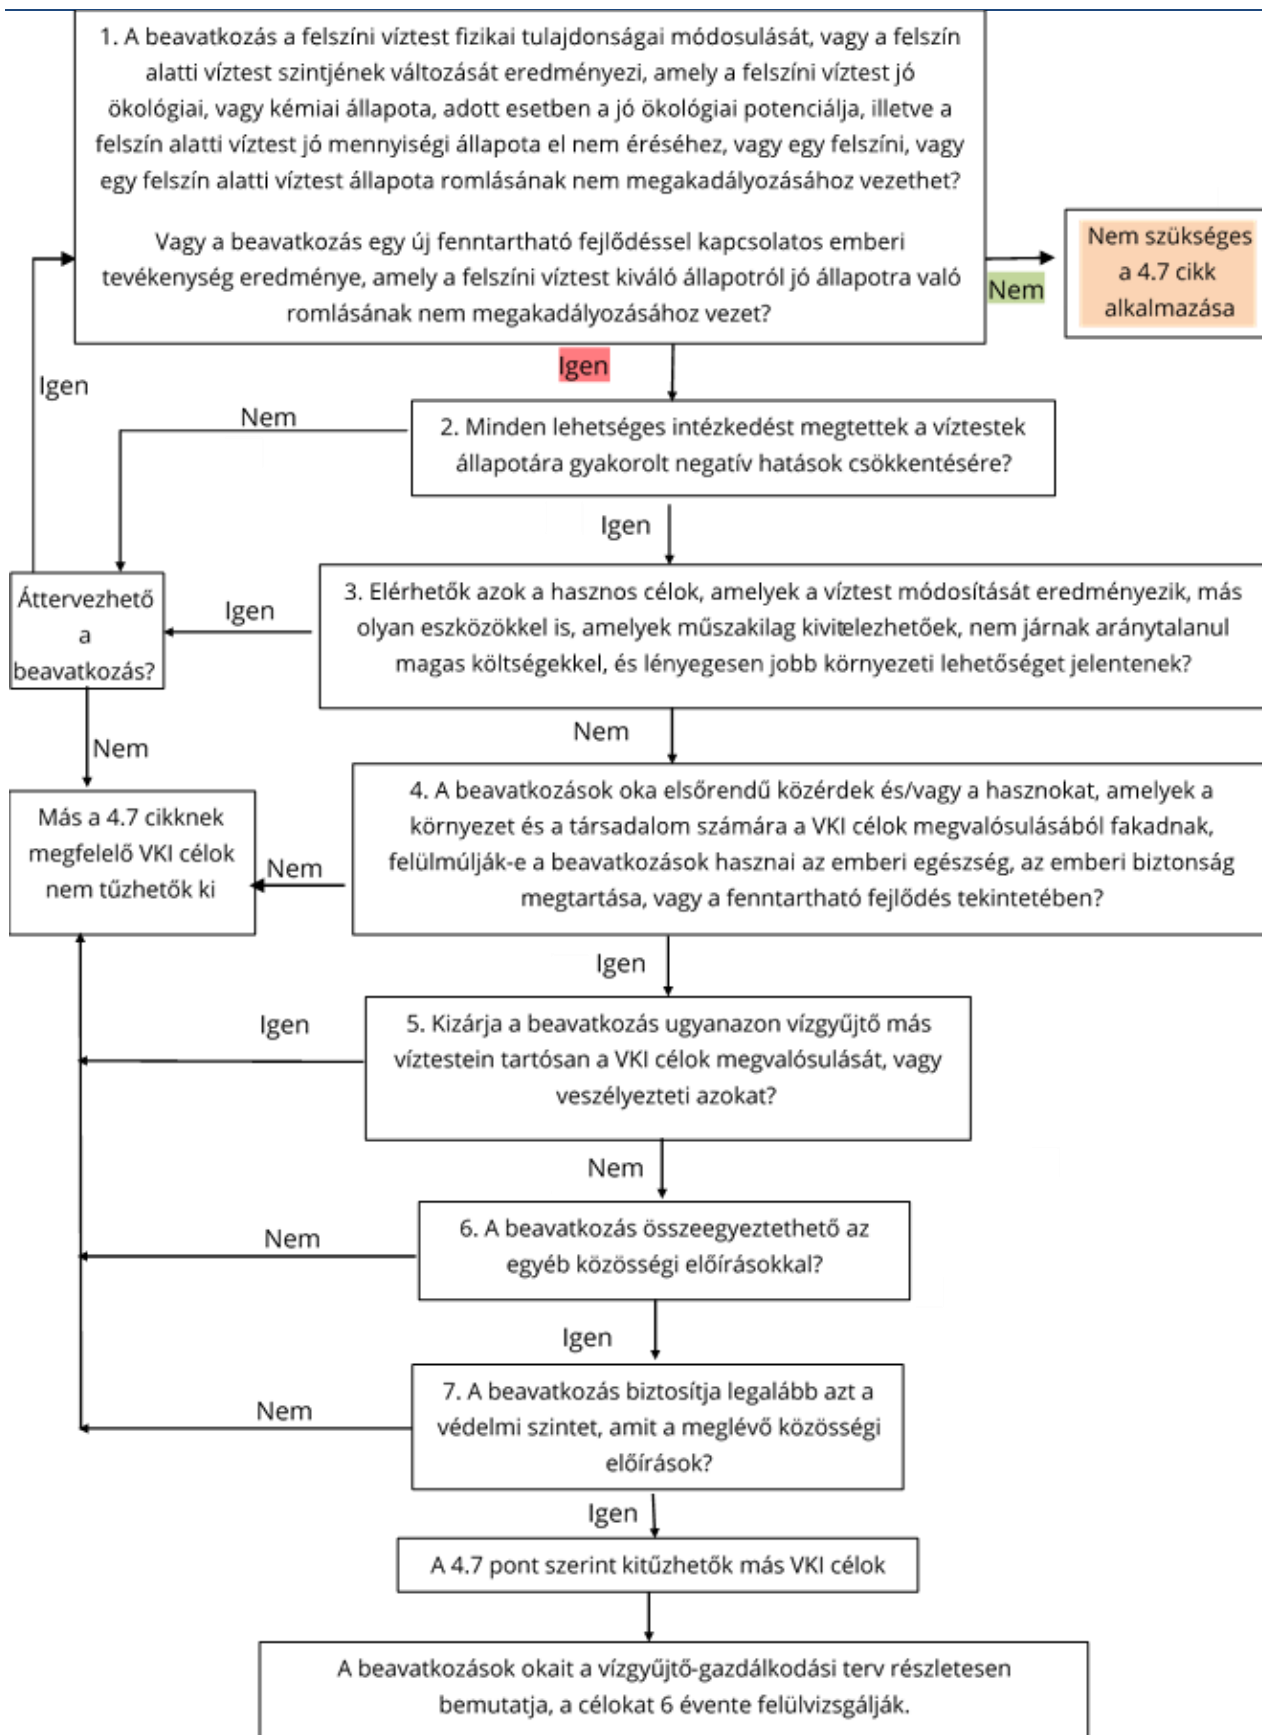 1. A beavatkozás a felszíni víztest fizikai tulajdonságai módosulását, vagy a felszín
alatti víztest szintjének változását eredményezi, amely a felszíni víztest jó
ökológiai, vagy kémiai állapota, adott esetben a jó ökológiai potenciálja, illetve a
felszín alatti víztest jó mennyiségi állapota el nem éréséhez, vagy egy felszíni, vagy
egy felszín alatti víztest állapota romlásának nem megakadályozásához vezethet?
Vagy a beavatkozás egy új fenntartható fejlődéssel kapcsolatos emberi
tevékenység eredménye, amely a felszíni víztest kiváló állapotról jó állapotra való
romlásának nem megakadályozásához vezet?
Nem
Nem szükséges
a 4.7 cikk
alkalmazása
Igen
Igen
Nem
2. Minden lehetséges intézkedést megtettek a víztestek
állapotára gyakorolt negatív hatások csökkentésére?
Igen
Áttervezhető
a
beavatkozás?
Igen
3. Elérhetők azok a hasznos célok, amelyek a víztest módosítását eredményezik, más
olyan eszközökkel is, amelyek műszakilag kivitelezhetőek, nem járnak aránytalanul
magas költségekkel, és lényegesen jobb környezeti lehetőséget jelentenek?
Nem
Nem
Más a 4.7 cikknek
megfelelő VKI célok
nem tűzhetők ki
Nem
4. A beavatkozások oka elsőrendű közérdek és/vagy a hasznokat, amelyek a
környezet és a társadalom számára a VKI célok megvalósulásából fakadnak,
felülmúlják-e a beavatkozások hasznai az emberi egészség, az emberi biztonság
megtartása, vagy a fenntartható fejlődés tekintetében?
Igen
Igen
5. Kizárja a beavatkozás ugyanazon vízgyűjtő más
víztestein tartósan a VKI célok megvalósulását, vagy
veszélyezteti azokat?
Nem
Nem
6. A beavatkozás összeegyeztethető az
egyéb közösségi előírásokkal?
Igen
Nem
7. A beavatkozás biztosítja legalább azt a
védelmi szintet, amit a meglévő közösségi
előírások?
Igen
A 4.7 pont szerint kitűzhetők más VKI célok
A beavatkozások okait a vízgyűjtő-gazdálkodási terv részletesen
bemutatja, a célokat 6 évente felülvizsgálják.